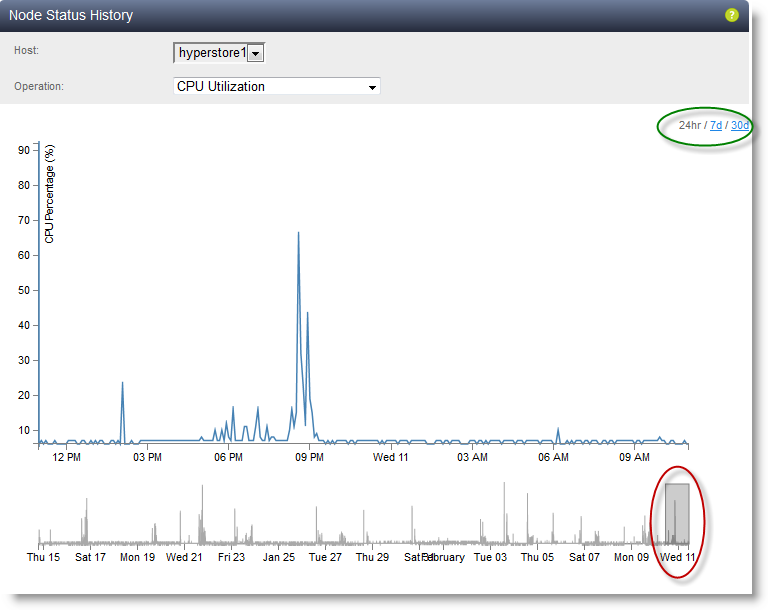 Node Status History
?
Host:
hyperstore1
Operation:
CPU Utilization
24hr / 7d / 30d
CPU Percentage (%)
90
80
70
60
50
40
30
20
10
12 PM 03 PM 06 PM 09 PM Wed 11 03 AM 06 AM 09 AM
Thu 15 Sat 17 Mon 19 Wed 21 Fri 23 Jan 25 Tue 27 Thu 29 Sat 31 February Tue 03 Thu 05 Sat 07 Mon 09 Wed 11